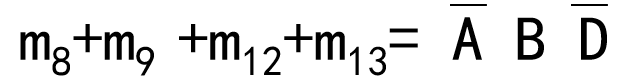 m₈+m₉ +m₁₂+m₁₃= A̅ B D̅